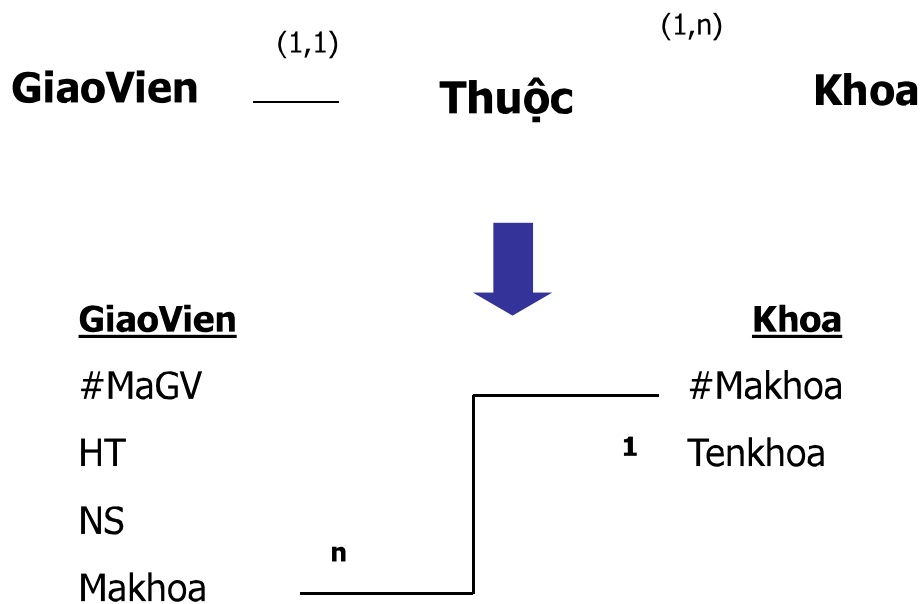 (1,1) (1,n)
GiaoVien Thuộc Khoa
GiaoVien Khoa
#MaGV #Makhoa
HT 1 Tenkhoa
NS
n
Makhoa